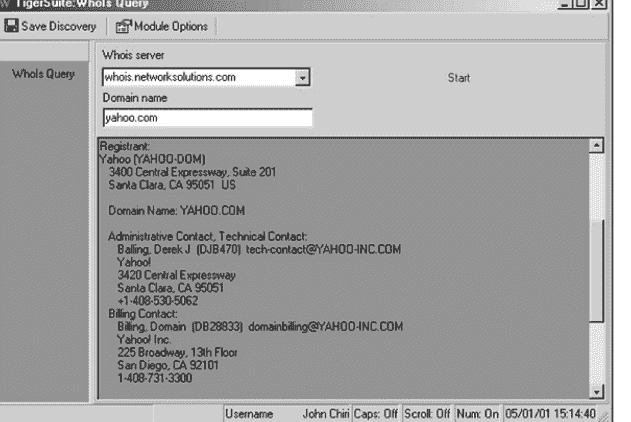 TigerSuite: WhoIs Query
Save Discovery Module Options
WhoIs Query
Whois server
whois.networksolutions.com
Start
Domain name
yahoo.com
Registrant:
Yahoo (YAHOO-DOM)
3400 Central Expressway, Suite 201
Santa Clara, CA 95051 US
Domain Name: YAHOO.COM
Administrative Contact, Technical Contact:
Balling, Derek J (DJB470) tech-contact@YAHOO-INC.COM
Yahoo!
3420 Central Expressway
Santa Clara, CA 95051
+1-408-530-5062
Billing Contact:
Billing, Domain (DB28833) domainbilling@YAHOO-INC.COM
Yahoo! Inc.
225 Broadway, 13th Floor
San Diego, CA 92101
1-408-731-3300
Username John Chiri Caps: Off Scroll: Off Num: On 05/01/01 15:14:40